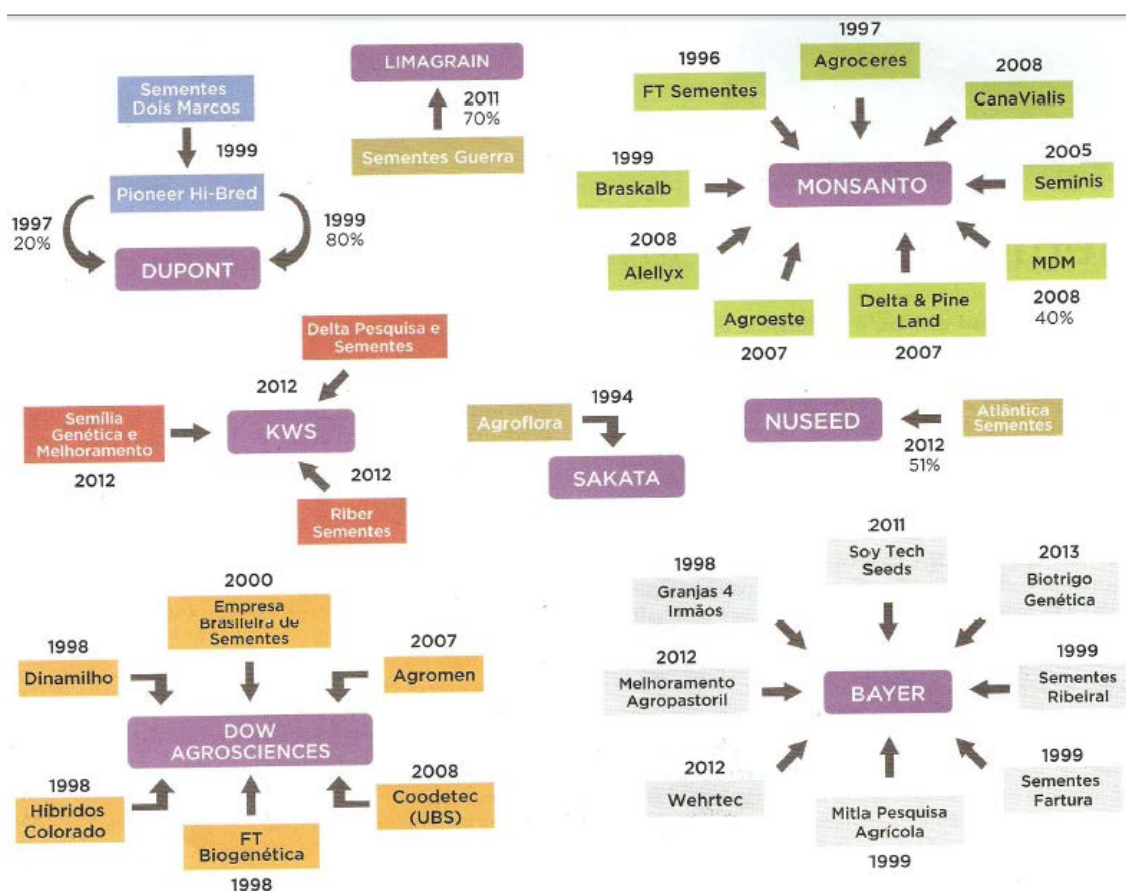 Sementes
Dóis Marcos
1999
Pioneer Hi-Bred
1997
20%
1999
80%
DUPONT
LIMAGRAIN
2011
70%
Sementes Guerra
1996
FT Sementes
1997
Agroceres
2008
CanaVialis
1999
Braskalb
MONSANTO
2005
Seminis
2008
Alellyx
Agroeste
2007
Delta & Pine
Land
2007
MDM
2008
40%
Delta Pesquisa e
Sementes
2012
Semília
Genética e
Melhoramento
2012
KWS
2012
Riber
Sementes
Agroflora
1994
SAKATA
NUSEED
2012
51%
Atlântica
Sementes
2000
Empresa
Brasileira de
Sementes
1998
Dinamilho
2007
Agromen
DOW
AGROSCIENCES
1998
Híbridos
Colorado
FT
Biogenética
1998
2008
Coodetec
(UBS)
2011
Soy Tech
Seeds
1998
Granjas 4
Irmãos
2013
Biotrigo
Genética
2012
Melhoramento
Agropastoril
BAYER
1999
Sementes
Ribeiral
2012
Wehrtec
Mitla Pesquisa
Agrícola
1999
1999
Sementes
Fartura